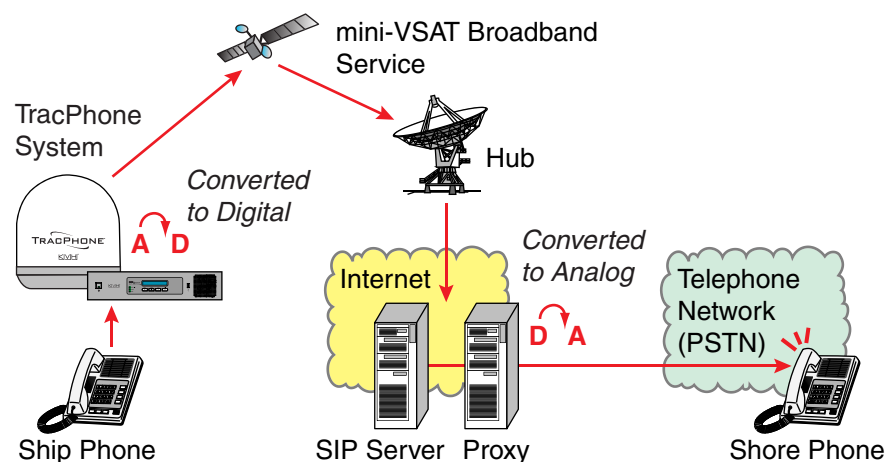 mini-VSAT Broadband
Service
TracPhone
System
Hub
Converted
to Digital
TRACPHONE
KVH
A D
Converted
to Analog
Internet
Telephone
Network
(PSTN)
D A
Ship Phone
SIP Server
Proxy
Shore Phone